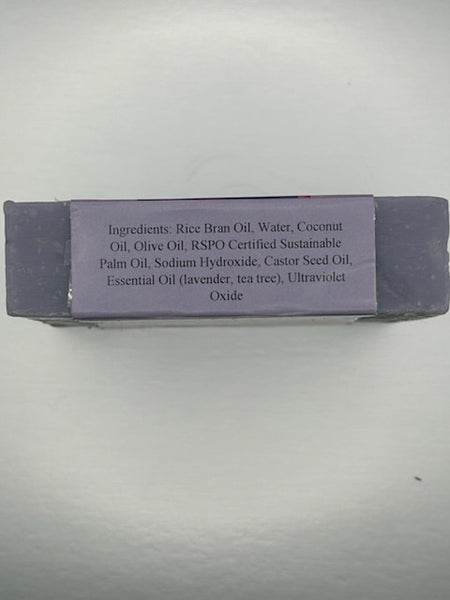 Ingredients: Rice Bran Oil, Water, Coconut
Oil, Olive Oil, RSPO Certified Sustainable
Palm Oil, Sodium Hydroxide, Castor Seed Oil,
Essential Oil (lavender, tea tree), Ultraviolet
Oxide